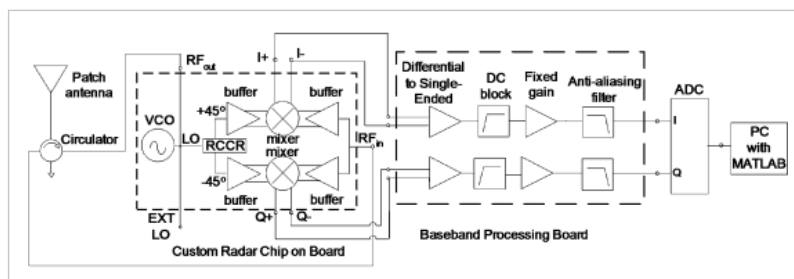 Patch
antenna
Circulator
RFout
I+
I-
buffer
buffer
VCO
+45º
LO
RCCR
mixer
mixer
RFin
-45º
buffer
buffer
EXT
LO
Q+
Q-
Custom Radar Chip on Board
Differential
to Single-
Ended
DC
block
Fixed
gain
Anti-aliasing
filter
Baseband Processing Board
ADC
I
Q
PC
with
MATLAB